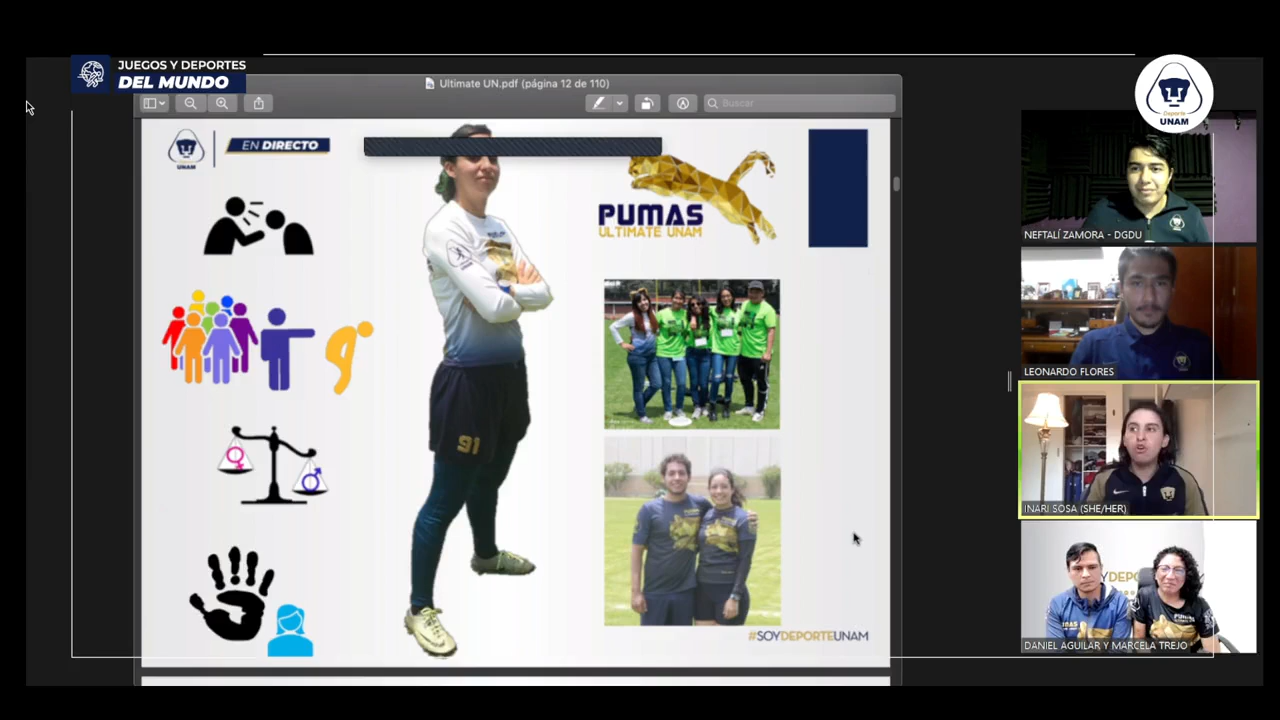 JUEGOS Y DEPORTES
DEL MUNDO
Ultimate UN.pdf (página 12 de 110)
Buscar
Deporte
UNAM
UNAM
EN DIRECTO
PUMAS
ULTIMATE UNAM
91
#SOYDEPORTEUNAM
NEFTALÍ ZAMORA - DGDU
LEONARDO FLORES
INARI SOSA (SHE/HER)
DANIEL AGUILAR Y MARCELA TREJO